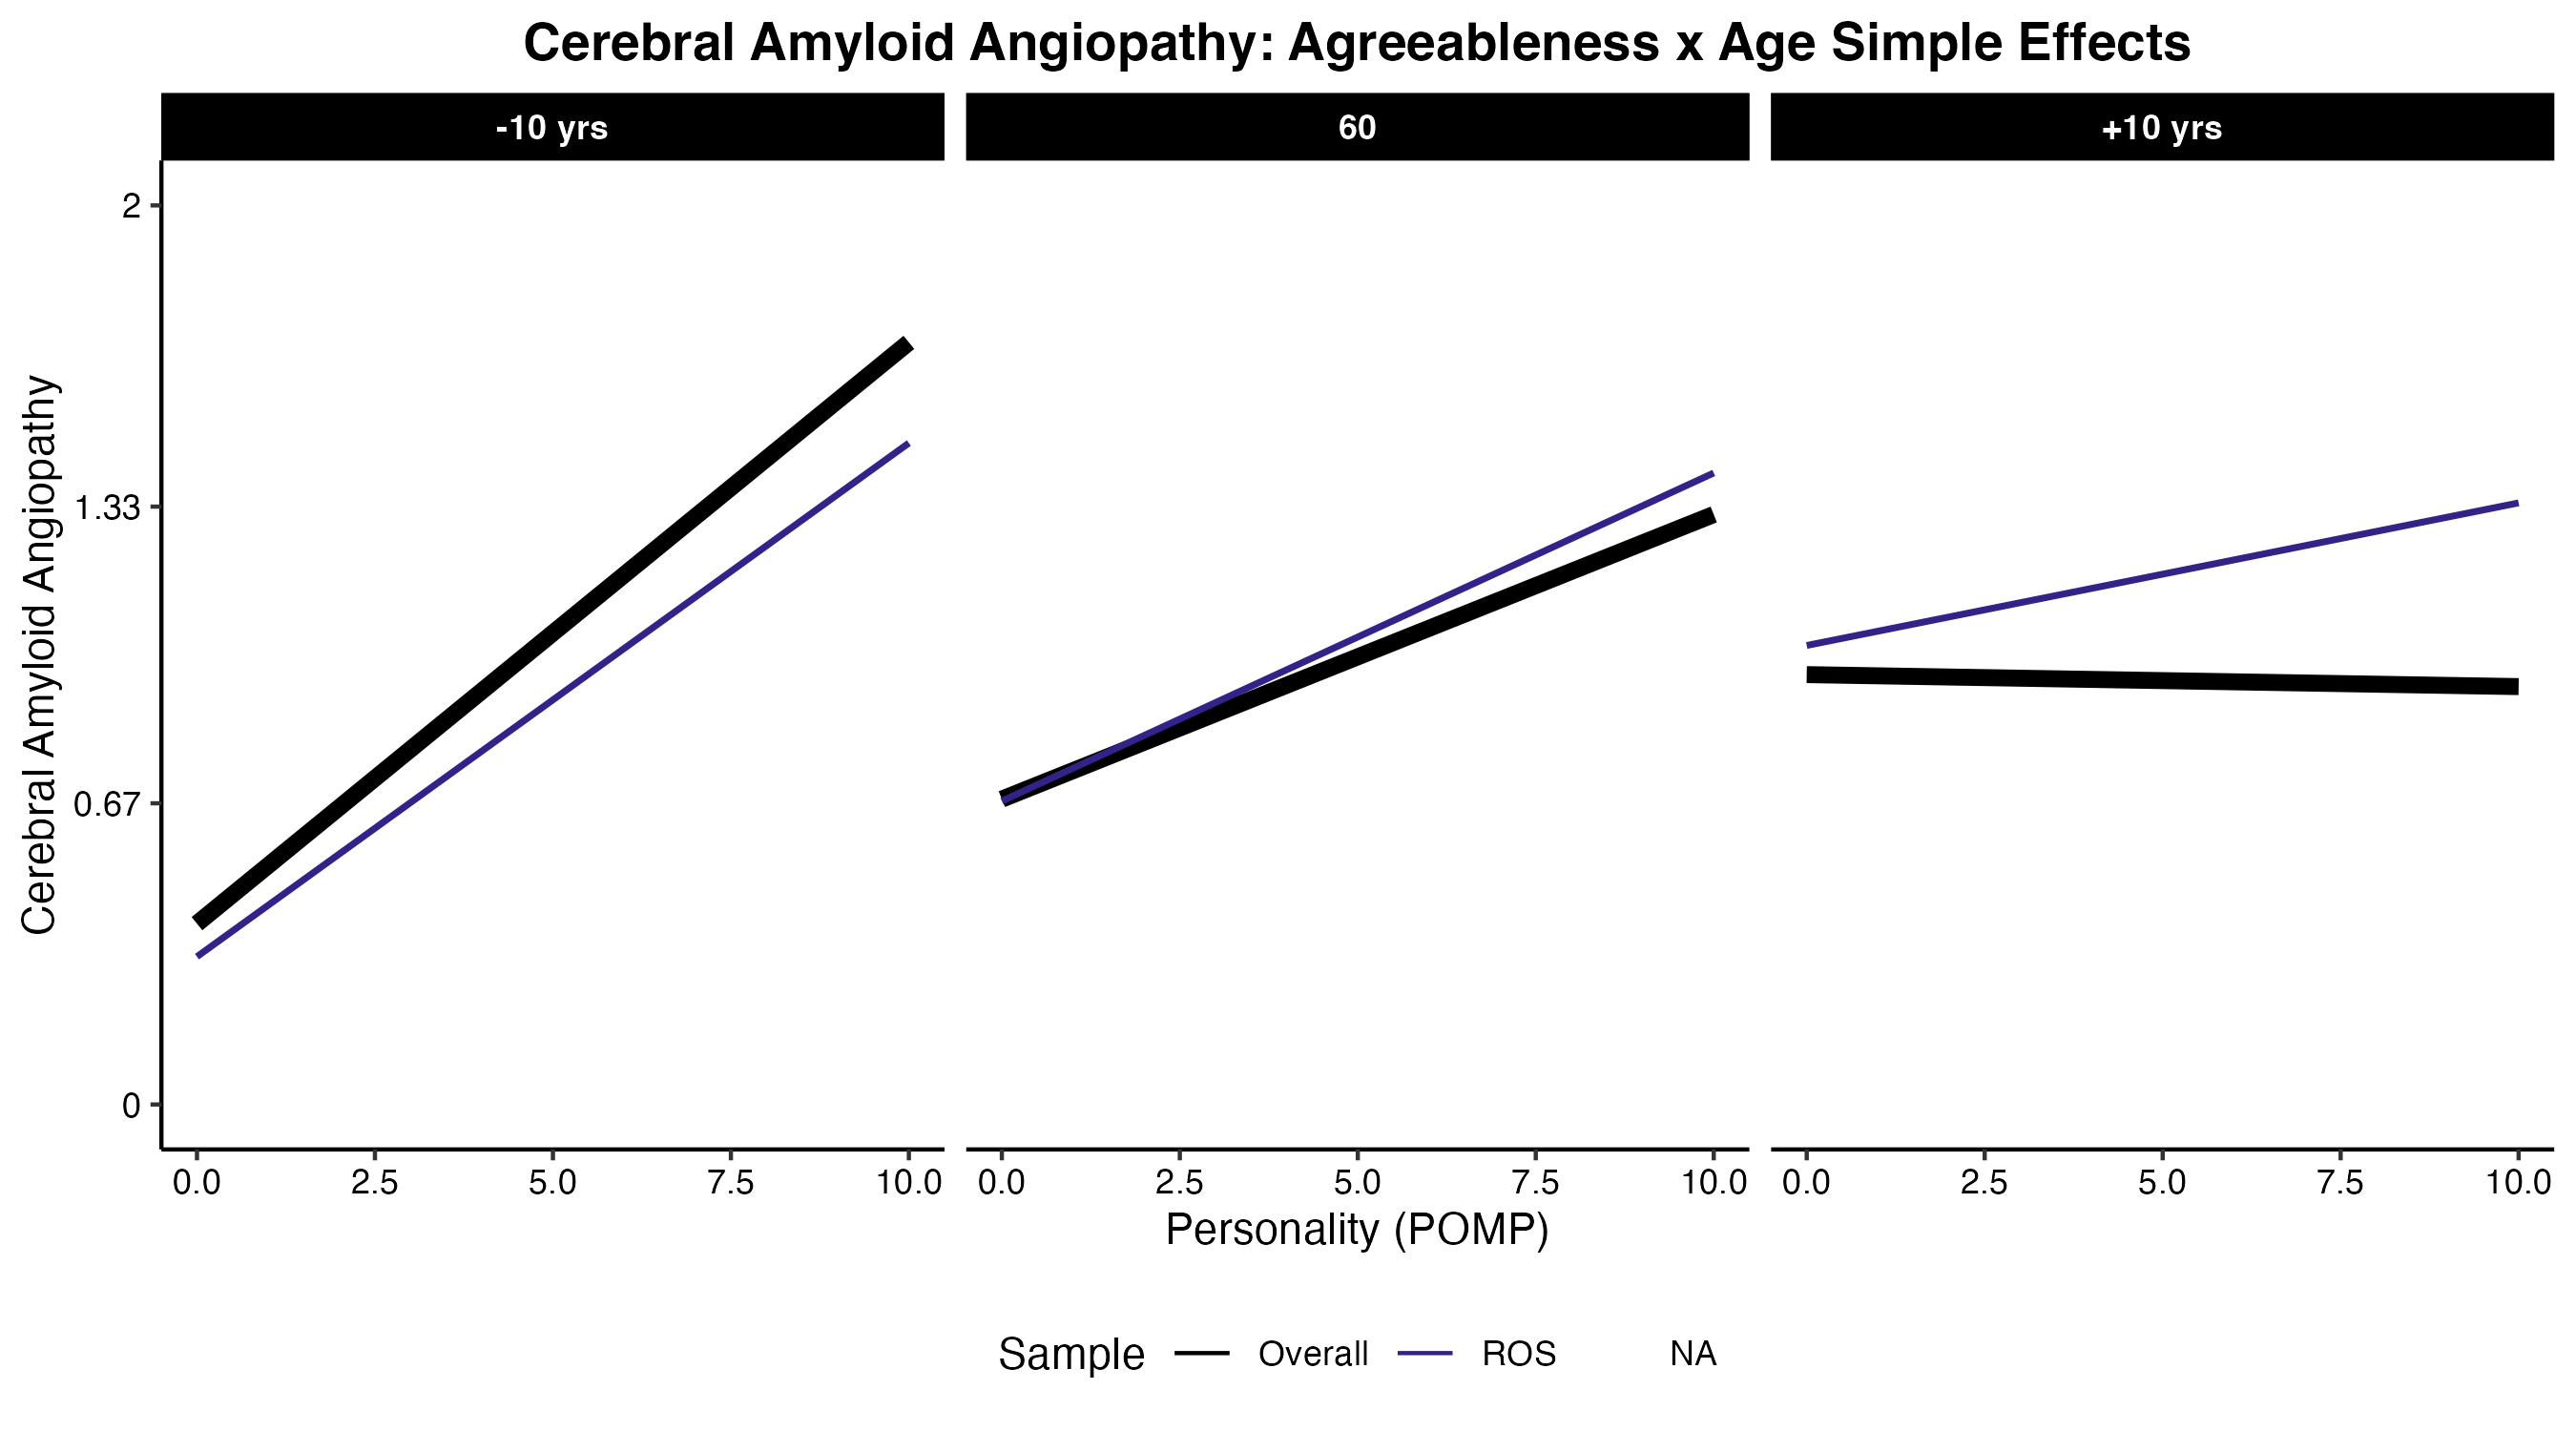 Cerebral Amyloid Angiopathy: Agreeableness x Age Simple Effects
-10 yrs 60 +10 yrs
Cerebral Amyloid Angiopathy
2
1.33
0.67
0
0.0 2.5 5.0 7.5 10.0 0.0 2.5 5.0 7.5 10.0 0.0 2.5 5.0 7.5 10.0
Personality (POMP)
Sample Overall ROS NA